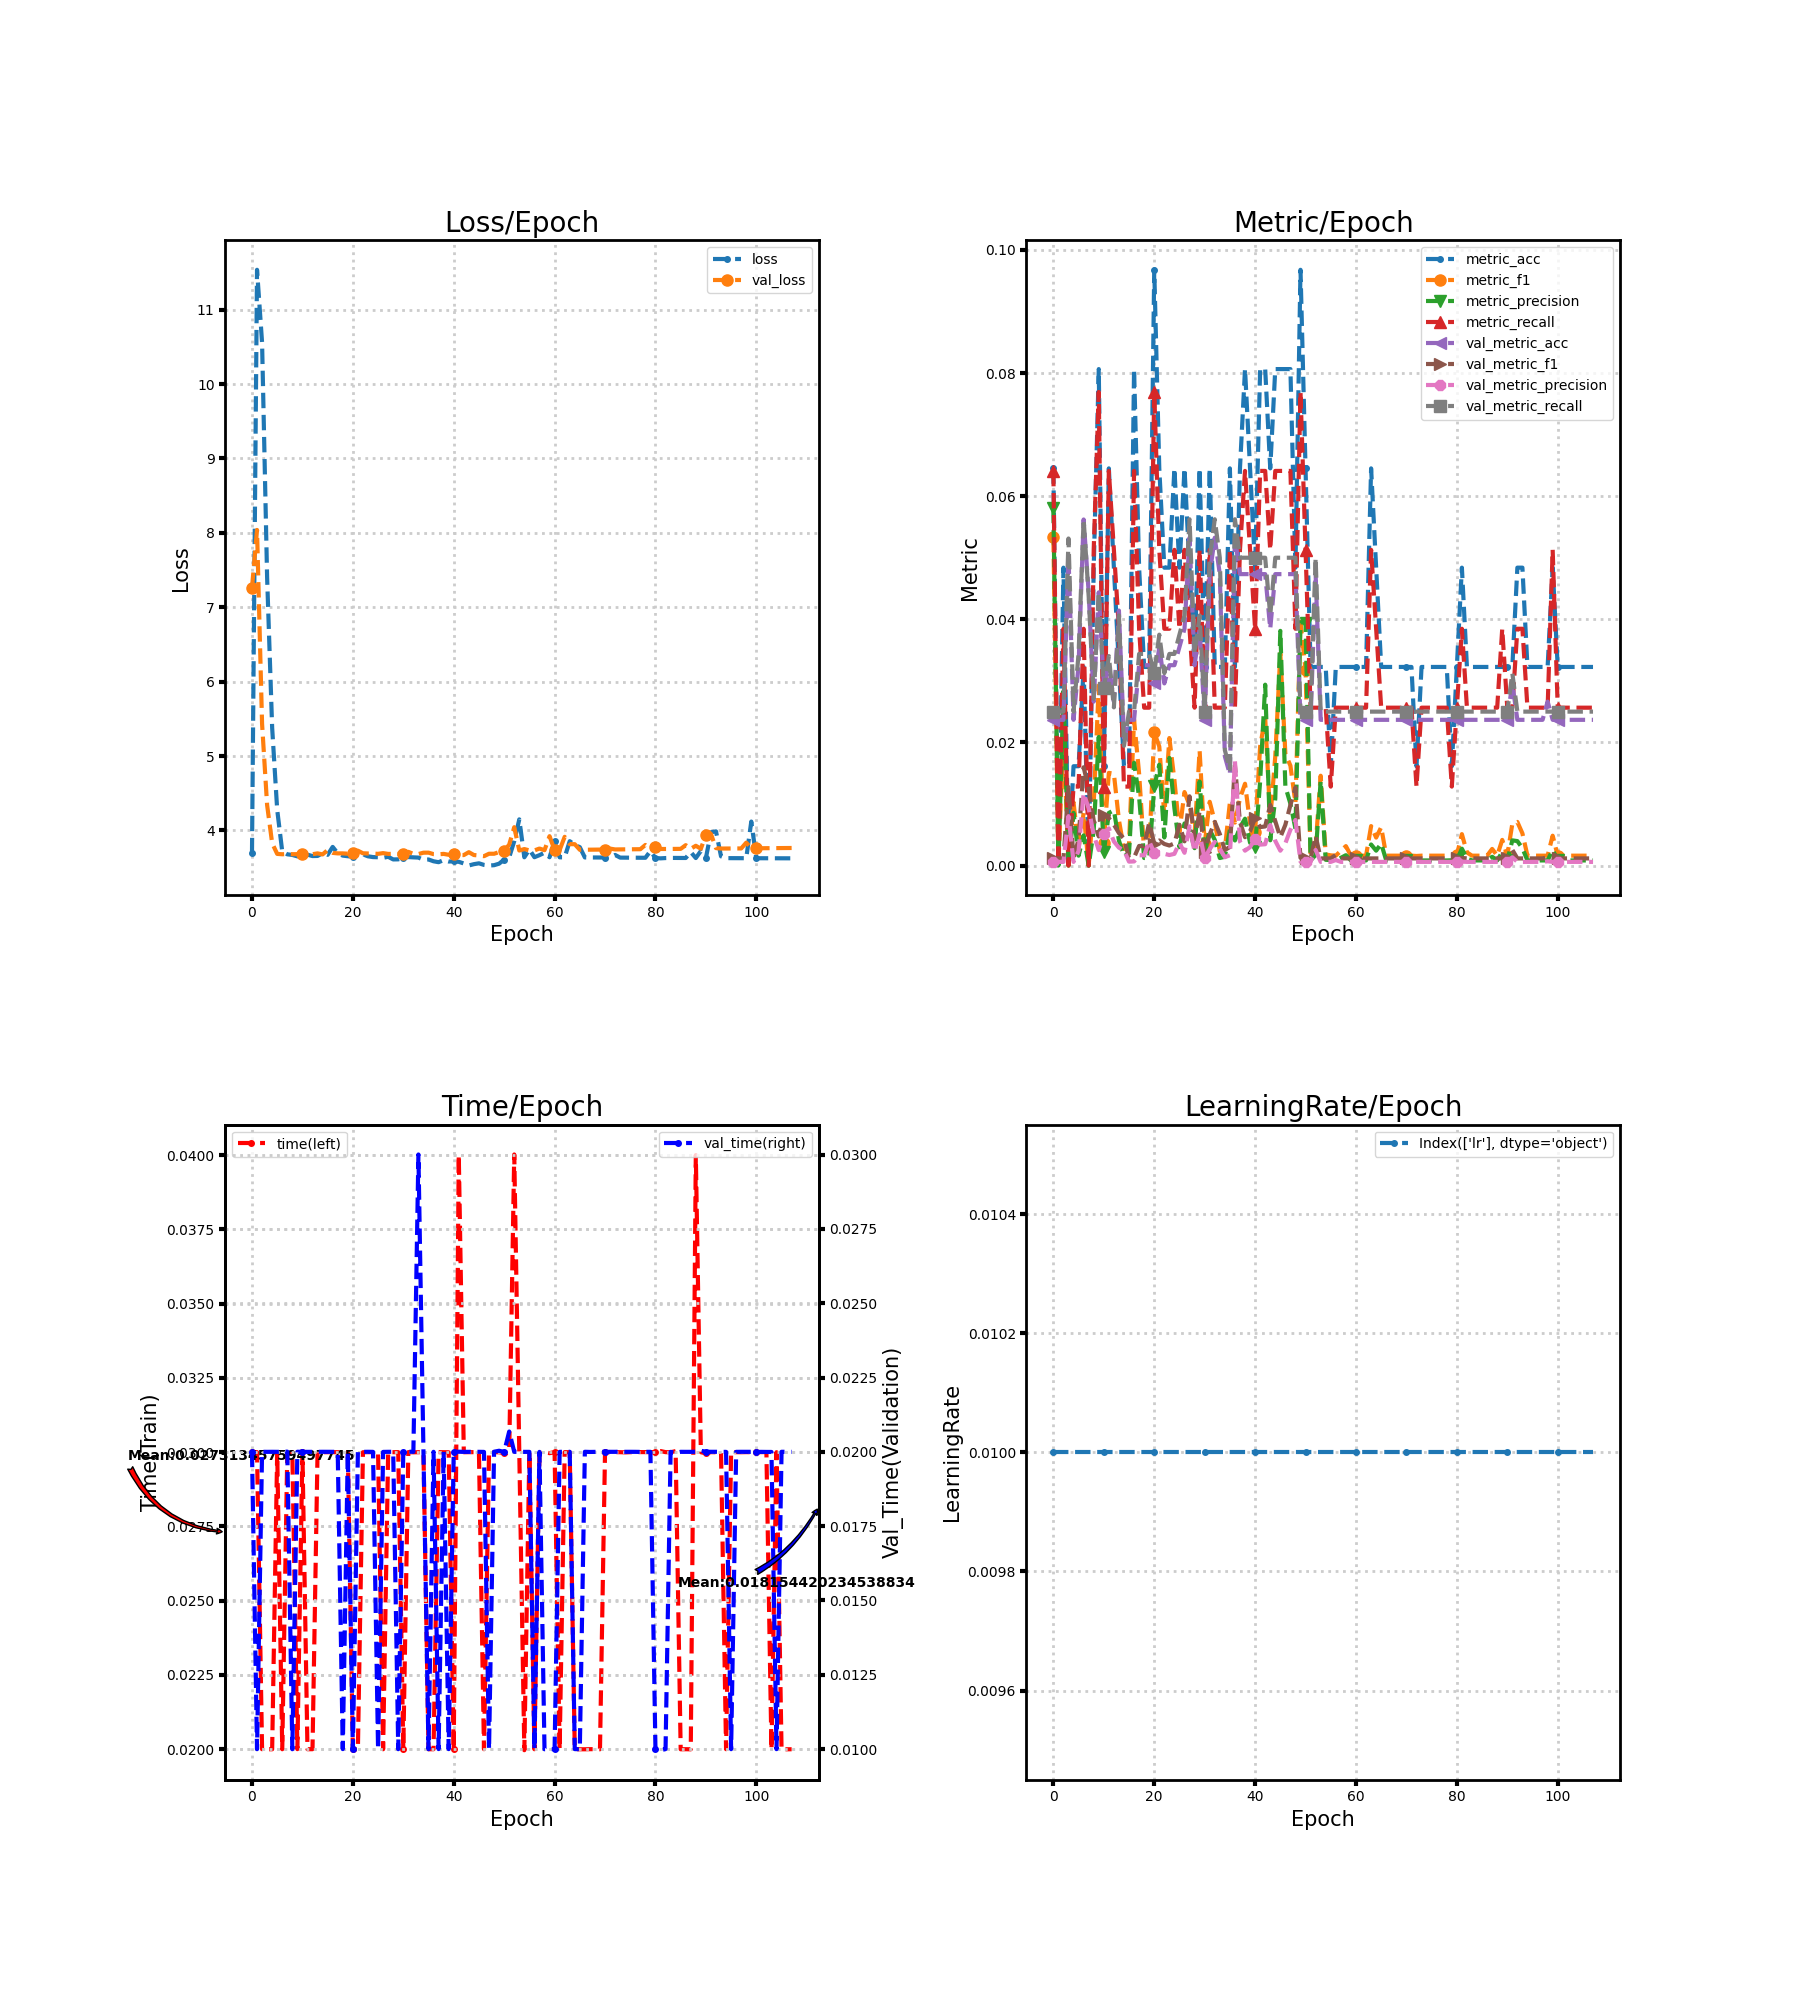 Loss/Epoch
Loss
11
10
9
8
7
6
5
4
0 20 40 60 80 100
Epoch
loss
val_loss
Metric/Epoch
Metric
0.10
0.08
0.06
0.04
0.02
0.00
0 20 40 60 80 100
Epoch
metric_acc
metric_f1
metric_precision
metric_recall
val_metric_acc
val_metric_f1
val_metric_precision
val_metric_recall
Time/Epoch
time(left)
val_time(right)
0.0400
0.0375
0.0350
0.0325
0.0300
0.0275
0.0250
0.0225
0.0200
0.0300
0.0275
0.0250
0.0225
0.0200
0.0175
0.0150
0.0125
0.0100
Time(Train)
Val_Time(Validation)
Mean:0.018154420234538834
0 20 40 60 80 100
Epoch
LearningRate/Epoch
Index(['lr'], dtype='object')
LearningRate
0.0104
0.0102
0.0100
0.0098
0.0096
0 20 40 60 80 100
Epoch